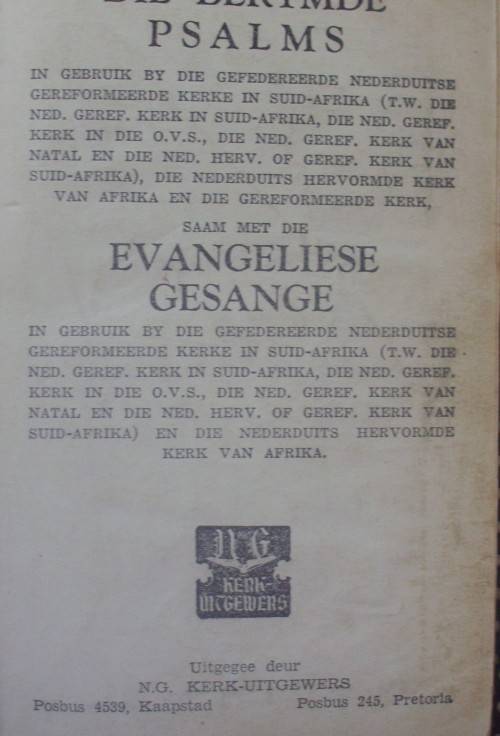 DIE BERYMDE
PSALMS
IN GEBRUIK BY DIE GEFEDEREERDE NEDERDUITSE
GEREFORMEERDE KERKE IN SUID-AFRIKA (T.W. DIE
NED. GEREF. KERK IN SUID-AFRIKA, DIE NED. GEREF.
KERK IN DIE O.V.S., DIE NED. GEREF. KERK VAN
NATAL EN DIE NED. HERV. OF GEREF. KERK VAN
SUID-AFRIKA), DIE NEDERDUITS HERVORMDE KERK
VAN AFRIKA EN DIE GEREFORMEERDE KERK,
SAAM MET DIE
EVANGELIESE
GESANGE
IN GEBRUIK BY DIE GEFEDEREERDE NEDERDUITSE
GEREFORMEERDE KERKE IN SUID-AFRIKA (T.W. DIE
NED. GEREF. KERK IN SUID-AFRIKA, DIE NED. GEREF.
KERK IN DIE O.V.S., DIE NED. GEREF. KERK VAN
NATAL EN DIE NED. HERV. OF GEREF. KERK VAN
SUID-AFRIKA) EN DIE NEDERDUITS HERVORMDE
KERK VAN AFRIKA.
N G
KERK-
UITGEWERS
Uitgegee deur
N.G. KERK-UITGEWERS
Posbus 4539, Kaapstad Posbus 245, Pretoria